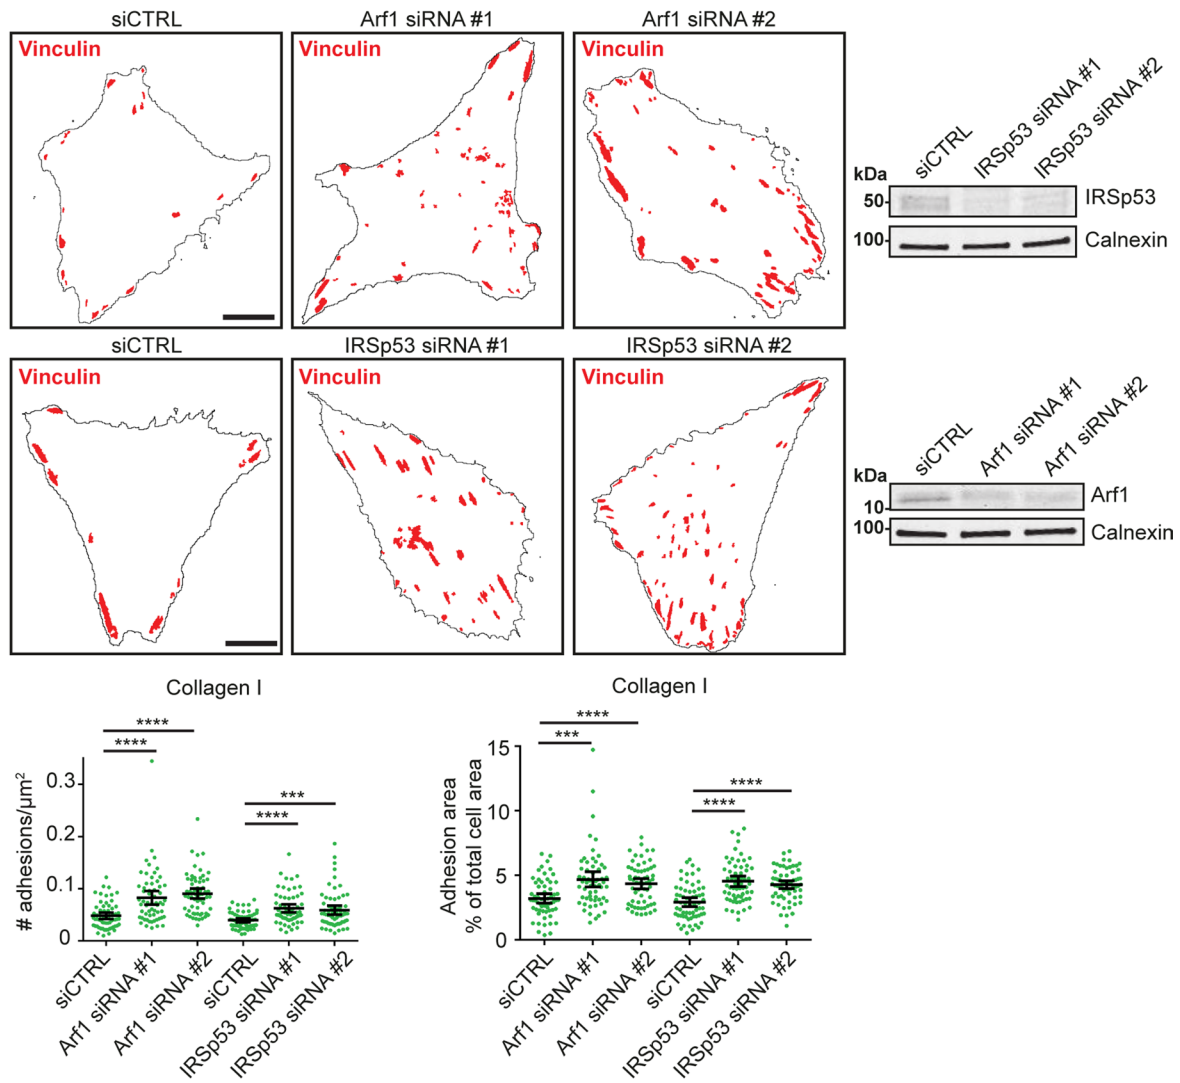 siCTRL
Arf1 siRNA #1
Arf1 siRNA #2
Vinculin
Vinculin
Vinculin
kDa
siCTRL
IRSp53 siRNA #1
IRSp53 siRNA #2
50
IRSp53
100
Calnexin
siCTRL
IRSp53 siRNA #1
IRSp53 siRNA #2
Vinculin
Vinculin
Vinculin
kDa
siCTRL
Arf1 siRNA #1
Arf1 siRNA #2
10
Arf1
100
Calnexin
Collagen I
# adhesions/μm²
0.3
0.2
0.1
0
****
****
***
****
siCTRL
Arf1 siRNA #1
Arf1 siRNA #2
siCTRL
IRSp53 siRNA #1
IRSp53 siRNA #2
Collagen I
Adhesion area
% of total cell area
15
10
5
0
****
***
****
****
siCTRL
Arf1 siRNA #1
Arf1 siRNA #2
siCTRL
IRSp53 siRNA #1
IRSp53 siRNA #2